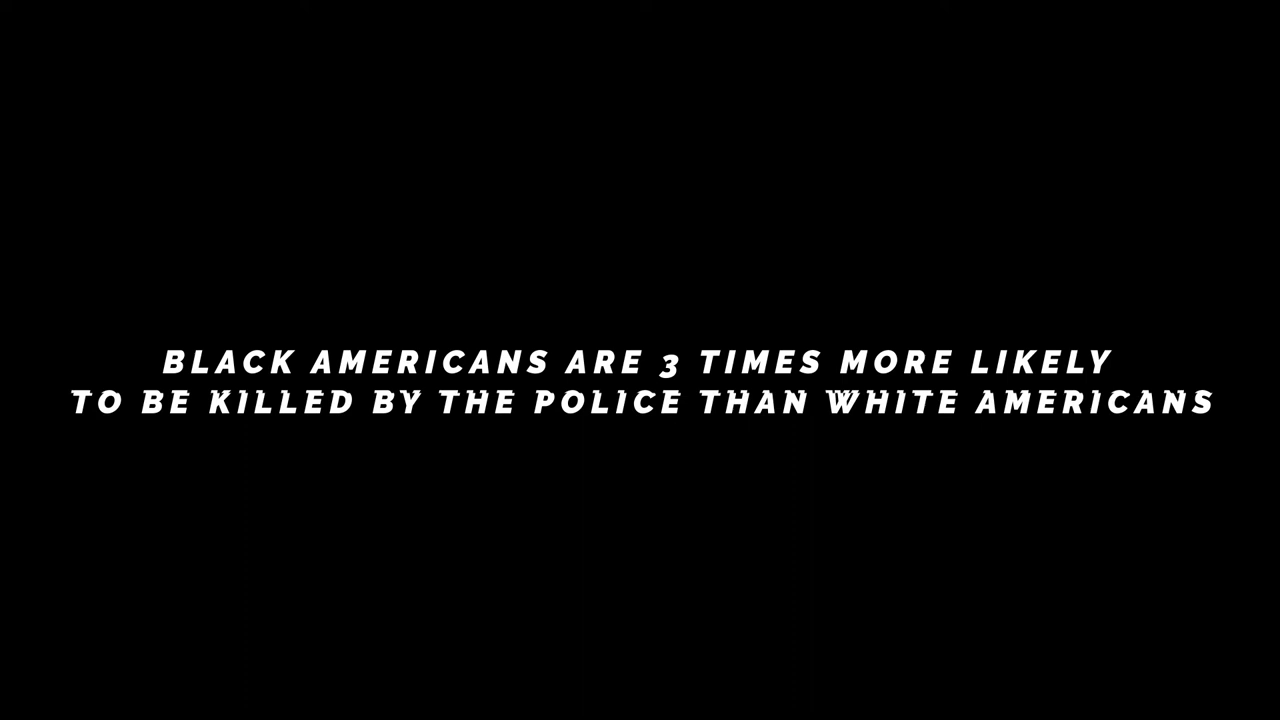 BLACK AMERICANS ARE 3 TIMES MORE LIKELY
TO BE KILLED BY THE POLICE THAN WHITE AMERICANS